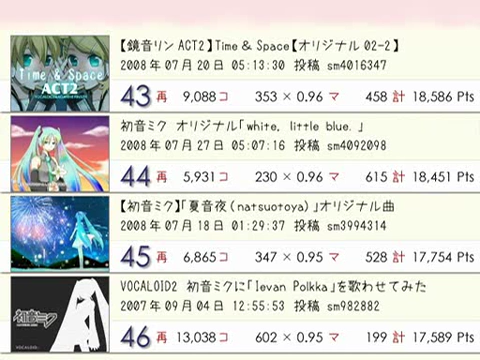 【鏡音リン ACT2】Time & Space【オリジナル 02-2】
2008 年 07 月 20 日 05:13:30 投稿 sm4016347
Time & Space
ACT2
43 再 9,088 コ 353 × 0.96 マ 458 計 18,586 Pts
初音ミク オリジナル「white, little blue.」
2008 年 07 月 27 日 05:07:16 投稿 sm4092098
44 再 5,931 コ 230 × 0.96 マ 615 計 18,451 Pts
【初音ミク】「夏音夜(natsuotoya)」オリジナル曲
2008 年 07 月 18 日 01:29:37 投稿 sm3994314
45 再 6,865 コ 347 × 0.95 マ 528 計 17,754 Pts
VOCALOID2 初音ミクに「Ievan Polkka」を歌わせてみた
2007 年 09 月 04 日 12:55:53 投稿 sm982882
初音ミク
46 再 13,038 コ 602 × 0.95 マ 199 計 17,589 Pts